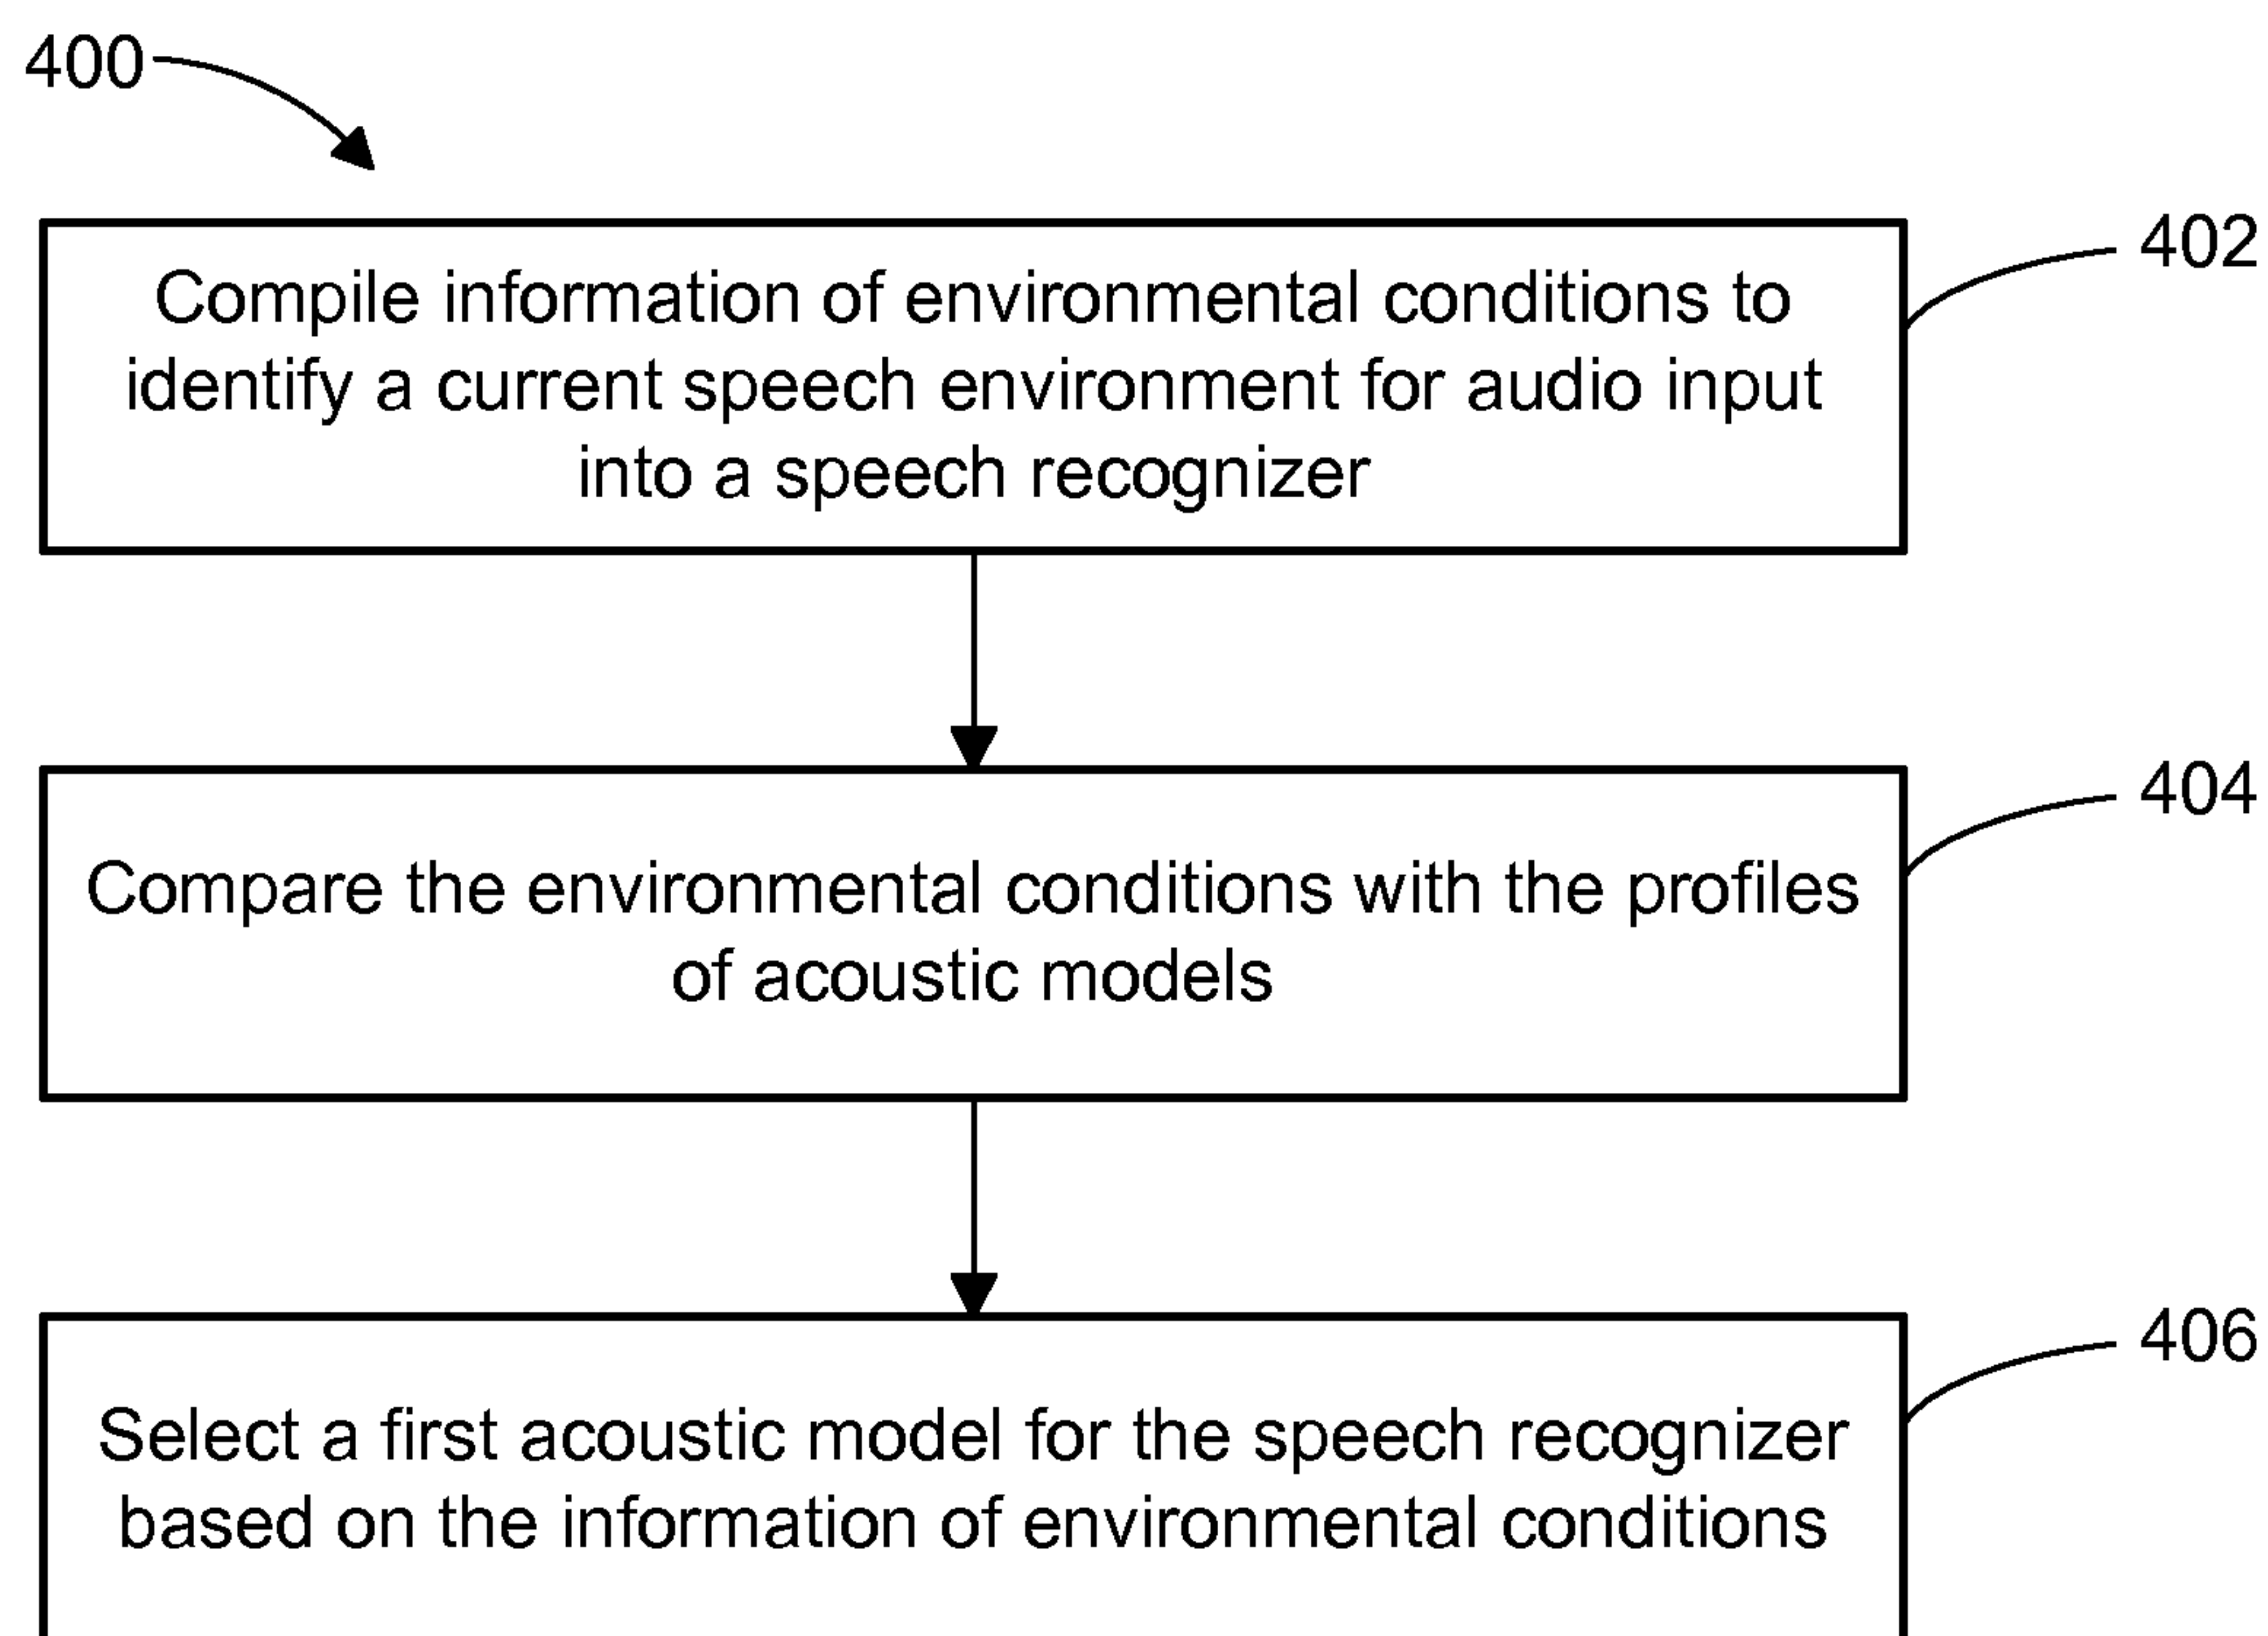 400
402
Compile information of environmental conditions to
identify a current speech environment for audio input
into a speech recognizer
404
Compare the environmental conditions with the profiles
of acoustic models
406
Select a first acoustic model for the speech recognizer
based on the information of environmental conditions